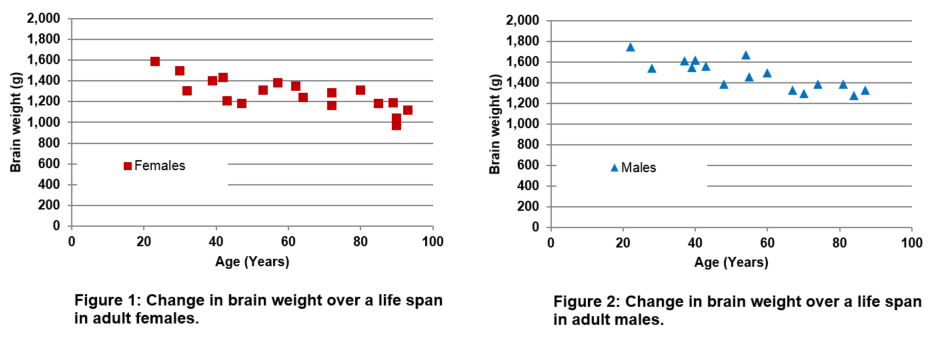 2,000
1,800
1,600
1,400
1,200
1,000
800
600
400
200
0
Brain weight (g)
Females
0 20 40 60 80 100
Age (Years)
Figure 1: Change in brain weight over a life span
in adult females.
2,000
1,800
1,600
1,400
1,200
1,000
800
600
400
200
0
Brain weight (g)
Males
0 20 40 60 80 100
Age (Years)
Figure 2: Change in brain weight over a life span
in adult males.